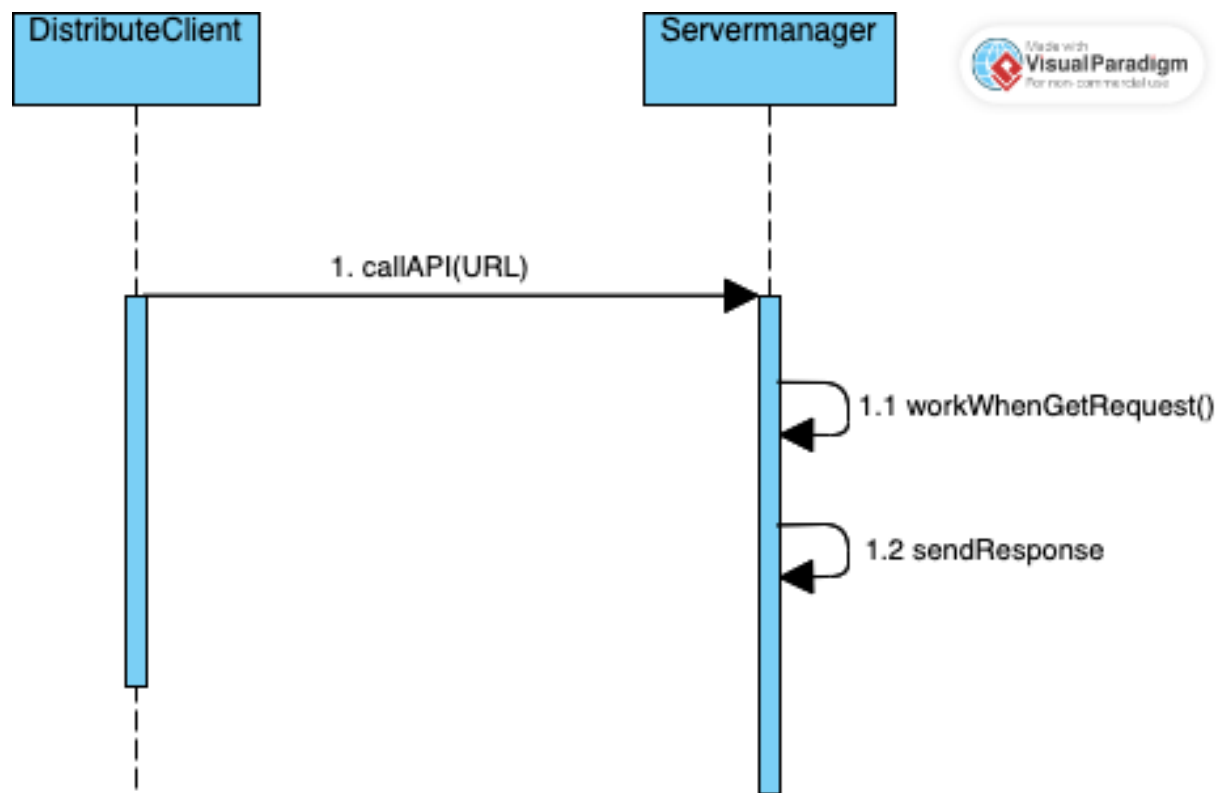 DistributeClient
Servermanager
Made with
Visual Paradigm
For non-commercial use
1. callAPI(URL)
1.1 workWhenGetRequest()
1.2 sendResponse